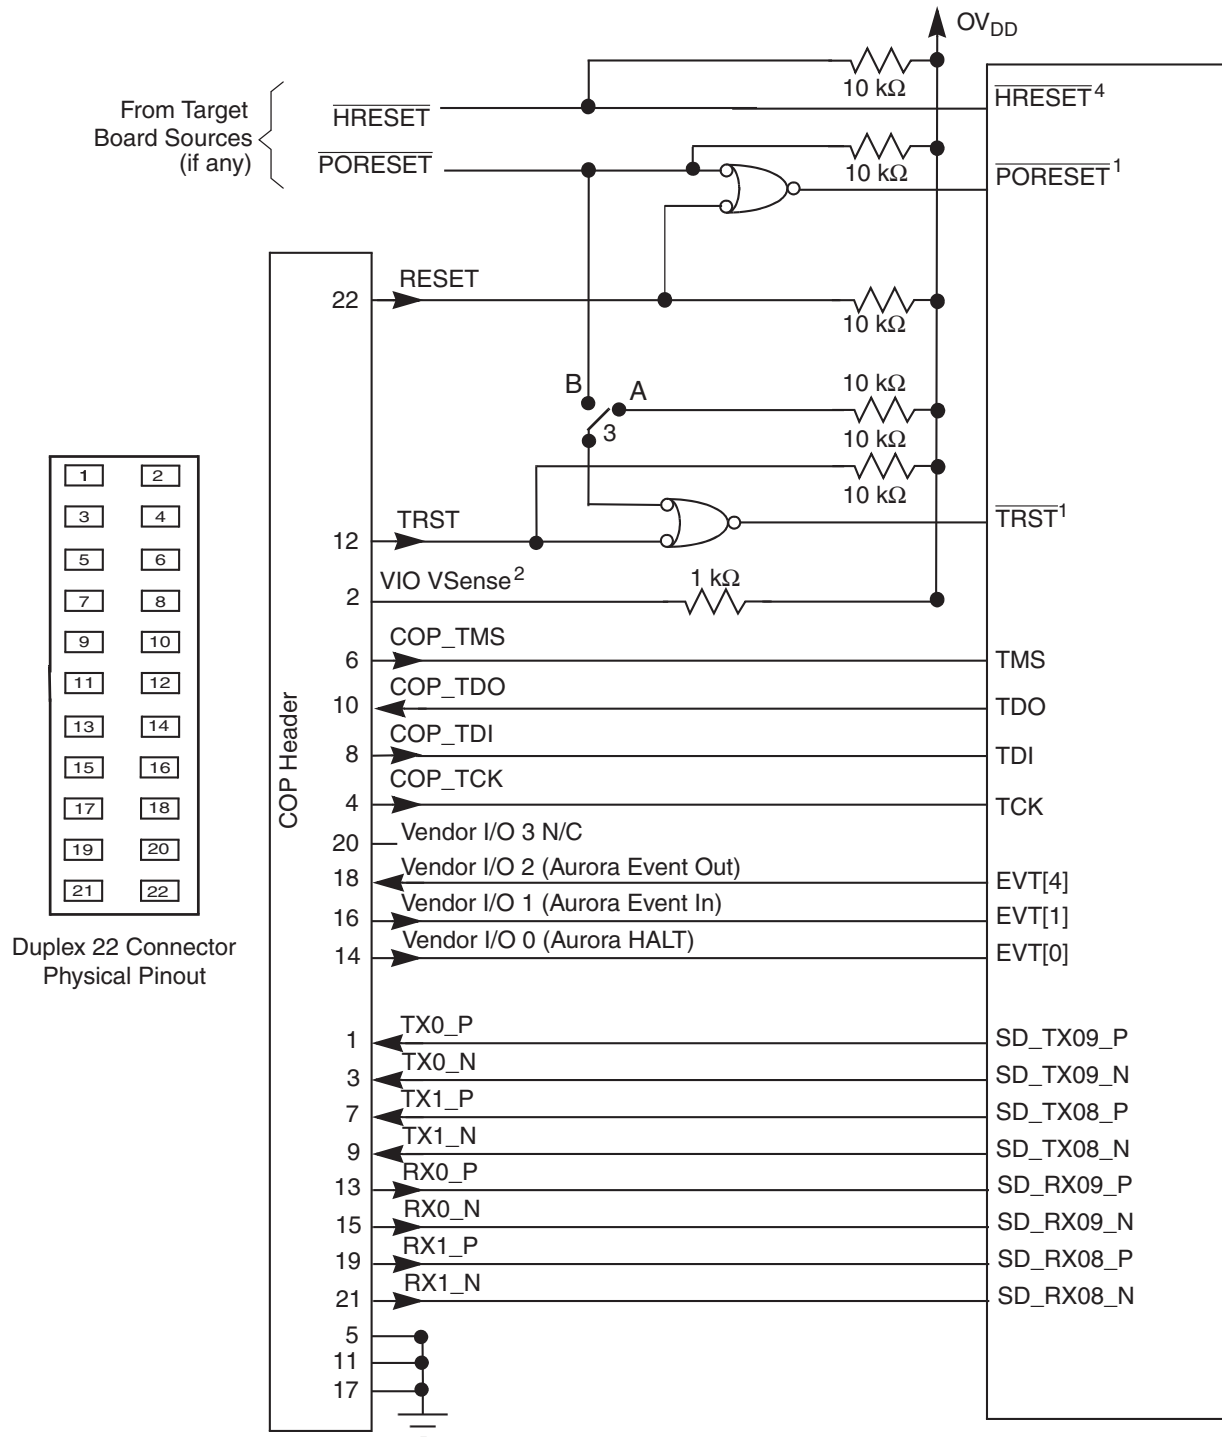 OVDD
10 kΩ
From Target
Board Sources
(if any)
HRESET
HRESET4
PORESET
10 kΩ
PORESET1
RESET
22
10 kΩ
B
A
3
10 kΩ
10 kΩ
10 kΩ
TRST
12
TRST1
VIO VSense2
2
1 kΩ
COP_TMS
6
TMS
COP_TDO
10
TDO
COP_TDI
8
TDI
COP_TCK
4
TCK
COP Header
Vendor I/O 3 N/C
20
Vendor I/O 2 (Aurora Event Out)
18
EVT[4]
Vendor I/O 1 (Aurora Event In)
16
EVT[1]
Vendor I/O 0 (Aurora HALT)
14
EVT[0]
TX0_P
1
SD_TX09_P
TX0_N
3
SD_TX09_N
TX1_P
7
SD_TX08_P
TX1_N
9
SD_TX08_N
RX0_P
13
SD_RX09_P
RX0_N
15
SD_RX09_N
RX1_P
19
SD_RX08_P
RX1_N
21
SD_RX08_N
5
11
17
1 2
3 4
5 6
7 8
9 10
11 12
13 14
15 16
17 18
19 20
21 22
Duplex 22 Connector
Physical Pinout